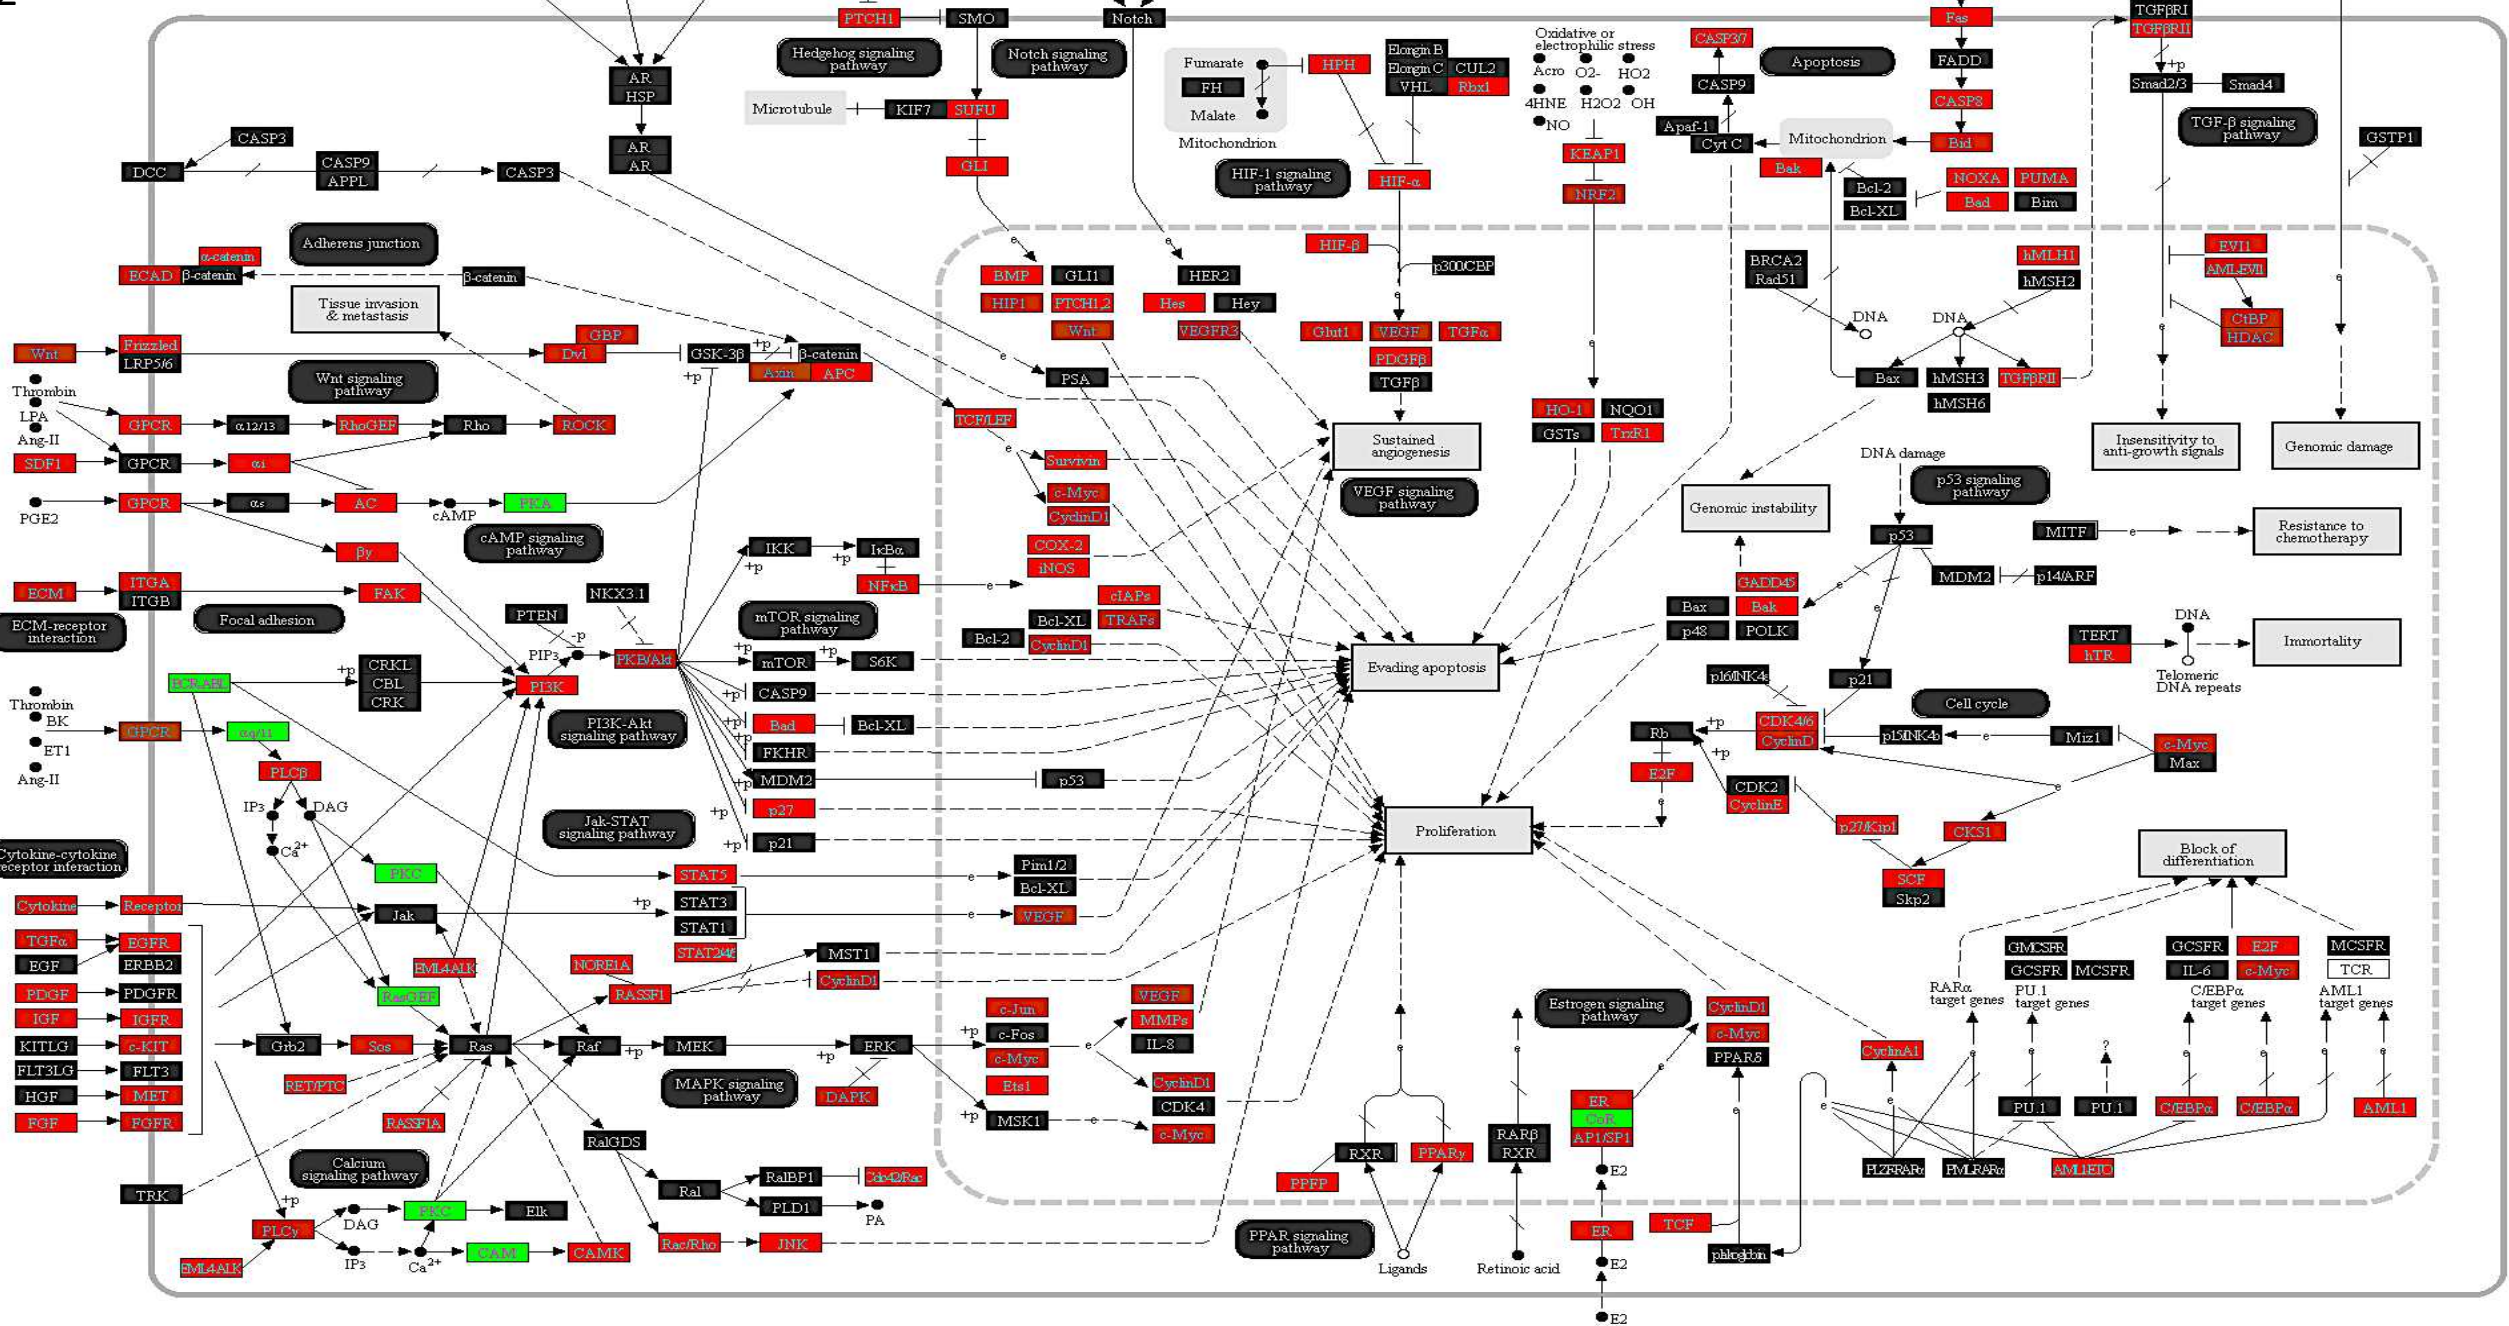 PTCH1
SMO
Notch
Fas
TGFβRI
TGFβRII
Hedgehog signaling
pathway
Notch signaling
pathway
AR
HSP
Microtubule
KIF7
SUFU
Fumarate
FH
Malate
Mitochondrion
HPH
Elongin B
Elongin C
CUL2
VHL
Rbx1
Oxidative or
electrophilic stress
Acro
O2-
HO2
4HNE
H2O2
OH
NO
CASP3/7
CASP9
Apoptosis
FADD
CASP8
Smad2/3
Smad4
+p
TGF-β signaling
pathway
GSTP1
Apaf-1
Cyt C
Mitochondrion
Bid
Bak
Bcl-2
Bcl-XL
NOXA
PUMA
Bad
Bim
CASP3
DCC
CASP9
APPL
CASP3
AR
AR
GLI
HIF-1 signaling
pathway
HIF-α
KEAP1
NRF2
Adherens junction
α-catenin
ECAD
β-catenin
β-catenin
Tissue invasion
& metastasis
BMP
GLI1
HIP1
PTCH1,2
Wnt
HER2
Hes
Hey
VEGFR3
HIF-β
p300/CBP
Glut1
VEGF
TGFα
PDGFβ
TGFβ
BRCA2
Rad51
DNA
hMLH1
hMSH2
DNA
Bax
hMSH3
TGFβRII
hMSH6
EVI1
AML-EVI1
CtBP
HDAC
Wnt
Frizzled
LRP5/6
GBP
Dvl
GSK-3β
+p
β-catenin
Axin
APC
+p
Wnt signaling
pathway
PSA
Thrombin
LPA
Ang-II
GPCR
α12/13
RhoGEF
Rho
ROCK
TCF/LEF
HO-1
NQO1
GSTs
TrxR1
Sustained
angiogenesis
Insensitivity to
anti-growth signals
Genomic damage
SDF1
GPCR
αi
Survivin
c-Myc
CyclinD1
VEGF signaling
pathway
DNA damage
p53 signaling
pathway
Genomic instability
PGE2
GPCR
αs
AC
cAMP
PKA
cAMP signaling
pathway
βγ
IKK
+p
IκBα
+p
NFκB
COX-2
iNOS
p53
MITF
Resistance to
chemotherapy
MDM2
p14/ARF
GADD45
Bax
Bak
p48
POLK
ECM
ITGA
ITGB
FAK
ECM-receptor
interaction
Focal adhesion
PTEN
NKX3.1
-p
PIP3
PKB/Akt
mTOR signaling
pathway
cIAPs
Bcl-XL
TRAFs
Bcl-2
CyclinD1
+p
mTOR
+p
S6K
Evading apoptosis
TERT
hTR
DNA
Telomeric
DNA repeats
Immortality
BCR-ABL
+p
CRKL
CBL
CRK
PI3K
+p
CASP9
p16/INK4a
p21
Cell cycle
Thrombin
BK
ET1
Ang-II
GPCR
αq/11
PI3K-Akt
signaling pathway
+p
Bad
Bcl-XL
+p
FKHR
+p
MDM2
p53
+p
p27
+p
p21
Rb
+p
+p
CDK4/6
CyclinD
p15/INK4b
Miz1
c-Myc
Max
E2F
CDK2
CyclinE
p27/Kip1
CKS1
SCF
Skp2
PLCβ
IP3
DAG
Ca2+
Jak-STAT
signaling pathway
Proliferation
Block of
differentiation
Cytokine-cytokine
receptor interaction
PKC
STAT5
Pim1/2
Bcl-XL
Cytokine
Receptor
Jak
+p
STAT3
STAT1
STAT2/4/6
VEGF
TGFα
EGFR
EGF
ERBB2
PDGF
PDGFR
IGF
IGFR
KITLG
c-KIT
FLT3LG
FLT3
HGF
MET
FGF
FGFR
EML4-ALK
RasGEF
NORE1A
RASSF1
MST1
CyclinD1
GMCSFR
GCSFR
MCSFR
GCSFR
E2F
IL-6
c-Myc
MCSFR
TCR
RARα
target genes
PU.1
target genes
C/EBPα
target genes
AML1
target genes
Grb2
Sos
Ras
Raf
+p
MEK
+p
ERK
+p
c-Jun
c-Fos
c-Myc
Ets1
VEGF
MMPs
IL-8
Estrogen signaling
pathway
CyclinD1
c-Myc
PPARδ
CyclinA1
RET/PTC
RASSF1A
MAPK signaling
pathway
DAPK
+p
MSK1
CyclinD1
CDK4
c-Myc
ER
CoR
AP1/SP1
PU.1
?
PU.1
C/EBPα
C/EBPα
AML1
RalGDS
RXR
PPARγ
PPFP
RARβ
RXR
E2
PLZF-RARα
PML-RARα
AML1-ETO
Calcium
signaling pathway
TRK
+p
PLCγ
DAG
IP3
PKC
Elk
Ca2+
CAM
CAMK
EML4-ALK
Ral
RalBP1
Cdc42/Rac
PLD1
PA
Rac/Rho
JNK
PPAR signaling
pathway
Ligands
Retinoic acid
ER
TCF
E2
E2